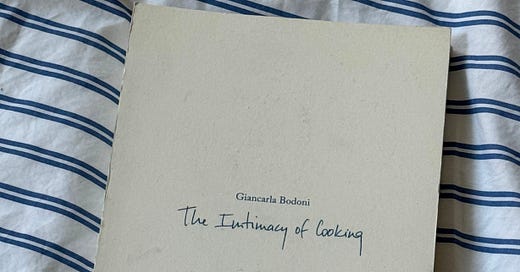 Giancarla Bodoni
The Intimacy of Cooking